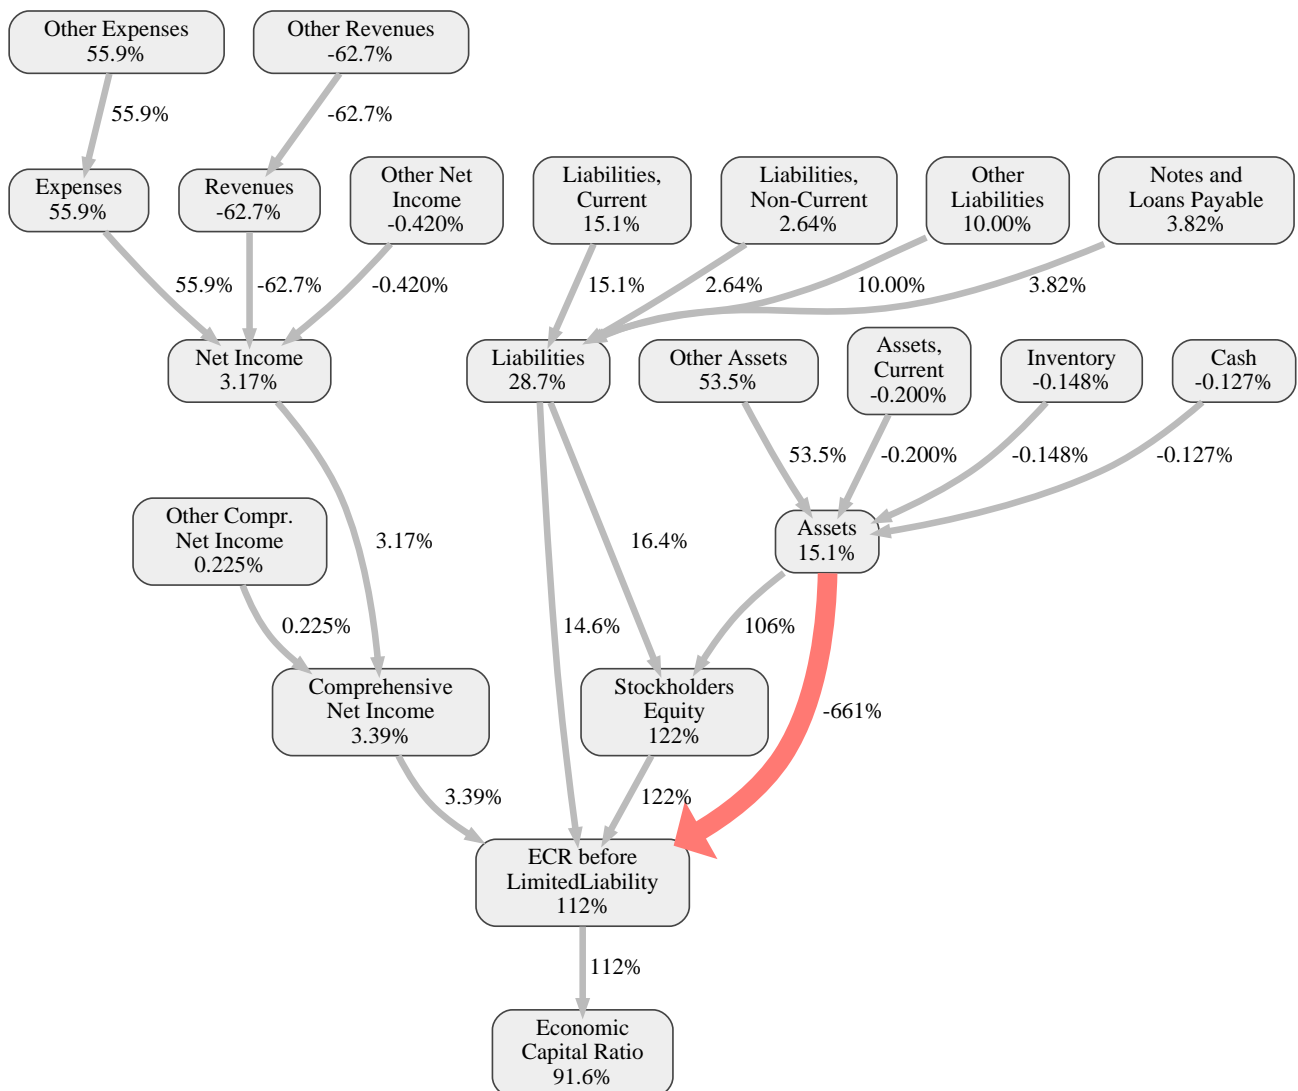 Other Expenses
55.9%
Other Revenues
-62.7%
55.9%
-62.7%
Expenses
55.9%
Revenues
-62.7%
Other Net
Income
-0.420%
Liabilities,
Current
15.1%
Liabilities,
Non-Current
2.64%
Other
Liabilities
10.00%
Notes and
Loans Payable
3.82%
55.9%
-62.7%
-0.420%
15.1%
2.64%
10.00%
3.82%
Net Income
3.17%
Liabilities
28.7%
Other Assets
53.5%
Assets,
Current
-0.200%
Inventory
-0.148%
Cash
-0.127%
53.5%
-0.200%
-0.148%
-0.127%
Other Compr.
Net Income
0.225%
3.17%
16.4%
Assets
15.1%
0.225%
14.6%
106%
Comprehensive
Net Income
3.39%
Stockholders
Equity
122%
-661%
3.39%
122%
ECR before
LimitedLiability
112%
112%
Economic
Capital Ratio
91.6%